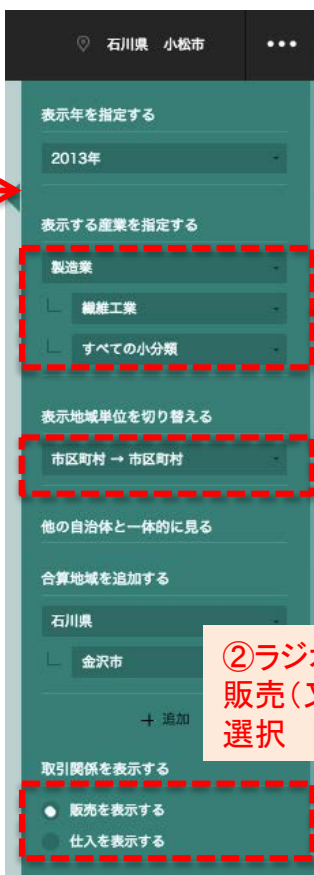 石川県 小松市 •••
表示年を指定する
2013年
表示する産業を指定する
製造業
繊維工業
すべての小分類
表示地域単位を切り替える
市区町村 → 市区町村
他の自治体と一体的に見る
合算地域を追加する
石川県
金沢市
+ 追加
②ラジ
販売(
選択
取引関係を表示する
販売を表示する
仕入を表示する